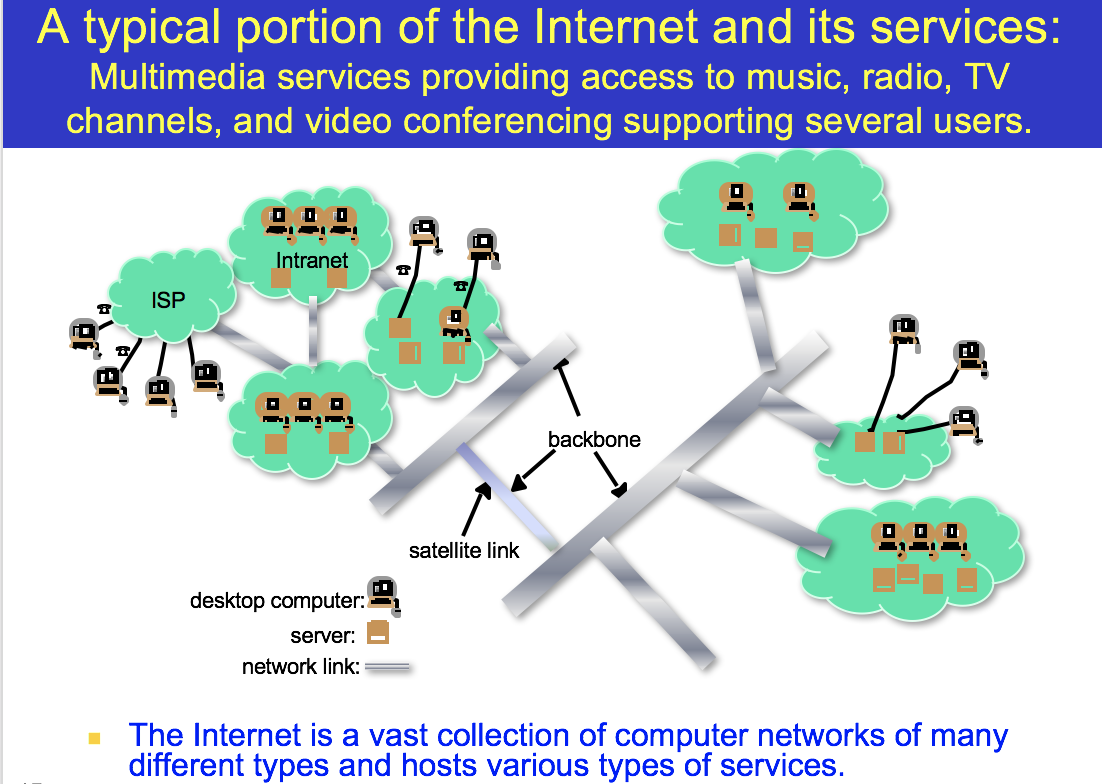 A typical portion of the Internet and its services:
Multimedia services providing access to music, radio, TV
channels, and video conferencing supporting several users.
Intranet
ISP
backbone
satellite link
desktop computer:
server:
network link:
The Internet is a vast collection of computer networks of many
different types and hosts various types of services.